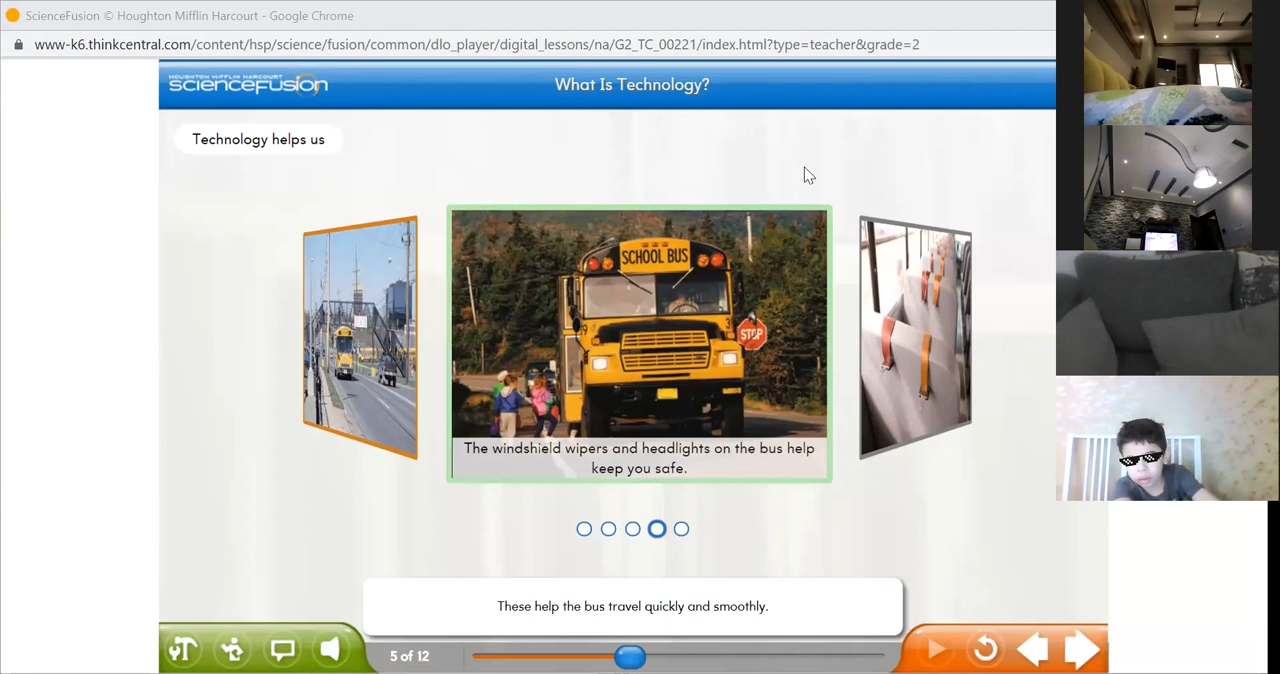 ScienceFusion © Houghton Mifflin Harcourt - Google Chrome
www-k6.thinkcentral.com/content/hsp/science/fusion/common/dlo_player/digital_lessons/na/G2_TC_00221/index.html?type=teacher&grade=2
HOUGHTON MIFFLIN HARCOURT
scienceFusion
What Is Technology?
Technology helps us
SCHOOL BUS
STOP
The windshield wipers and headlights on the bus help
keep you safe.
These help the bus travel quickly and smoothly.
5 of 12